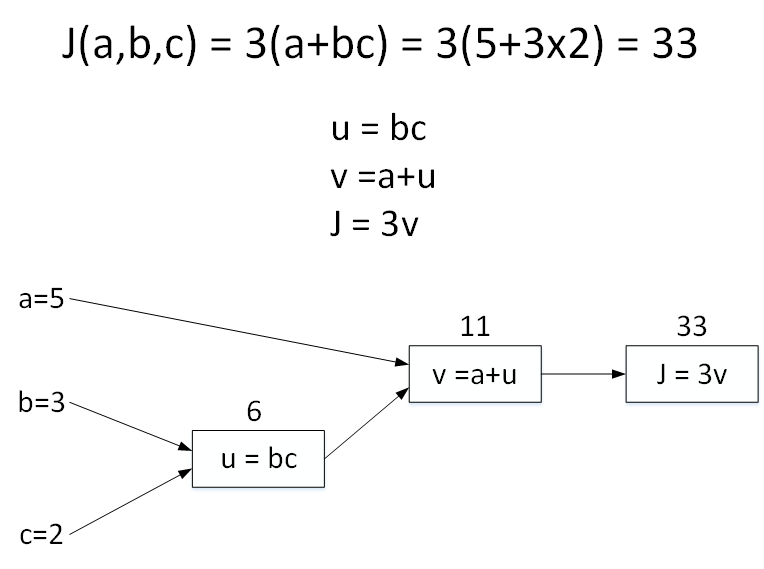 J(a,b,c) = 3(a+bc) = 3(5+3x2) = 33
u = bc
v =a+u
J = 3v
a=5
11
33
v =a+u
J = 3v
b=3
6
u = bc
c=2